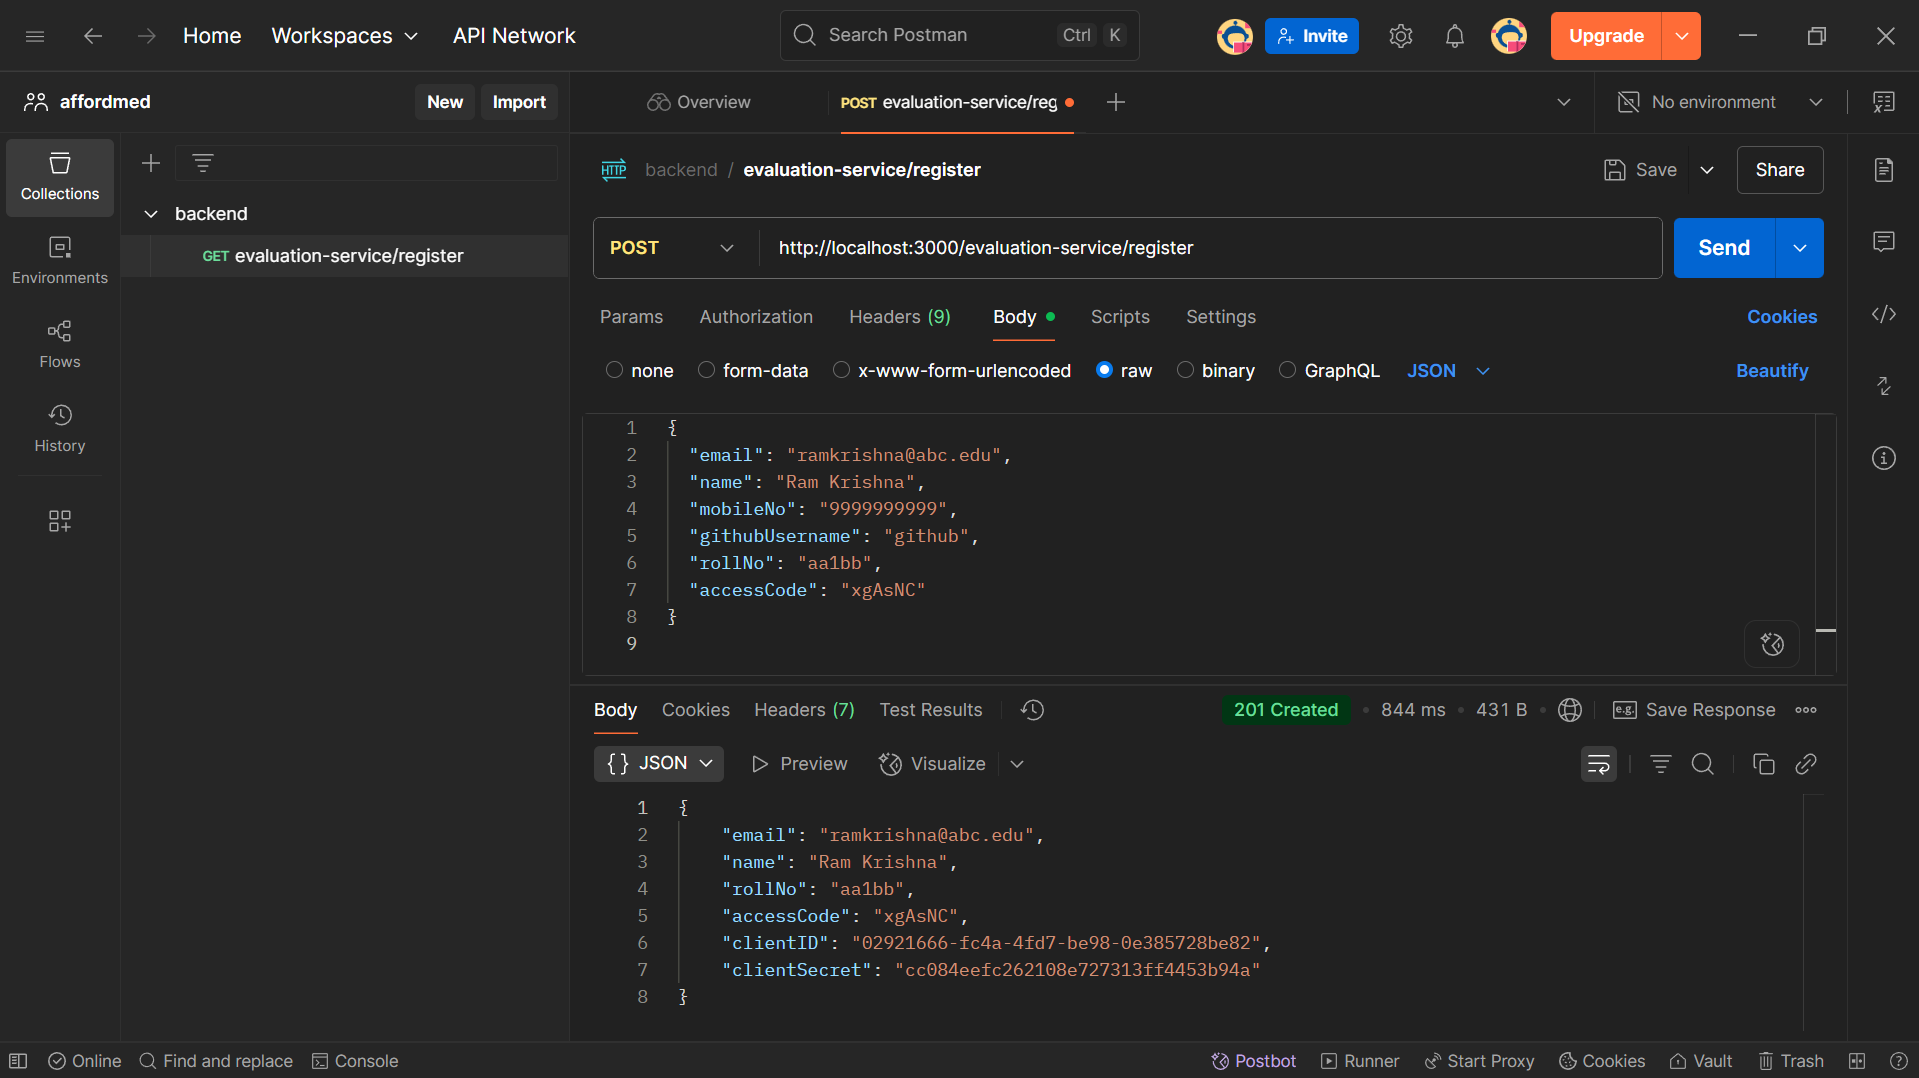 Home Workspaces API Network Search Postman Ctrl K Invite Upgrade
affordmed New Import Overview POST evaluation-service/reg No environment
Collections
Environments
Flows
History
backend
GET evaluation-service/register
HTTP backend / evaluation-service/register Save Share
POST http://localhost:3000/evaluation-service/register Send
Params Authorization Headers (9) Body Scripts Settings Cookies
none form-data x-www-form-urlencoded raw binary GraphQL JSON Beautify
1 {
2 "email": "ramkrishna@abc.edu",
3 "name": "Ram Krishna",
4 "mobileNo": "9999999999",
5 "githubUsername": "github",
6 "rollNo": "aa1bb",
7 "accessCode": "xgAsNC"
8 }
9
Body Cookies Headers (7) Test Results 201 Created • 844 ms • 431 B • e.g. Save Response
{} JSON Preview Visualize
1 {
2 "email": "ramkrishna@abc.edu",
3 "name": "Ram Krishna",
4 "rollNo": "aa1bb",
5 "accessCode": "xgAsNC",
6 "clientID": "02921666-fc4a-4fd7-be98-0e385728be82",
7 "clientSecret": "cc084eefc262108e727313ff4453b94a"
8 }
Online Find and replace Console Postbot Runner Start Proxy Cookies Vault Trash